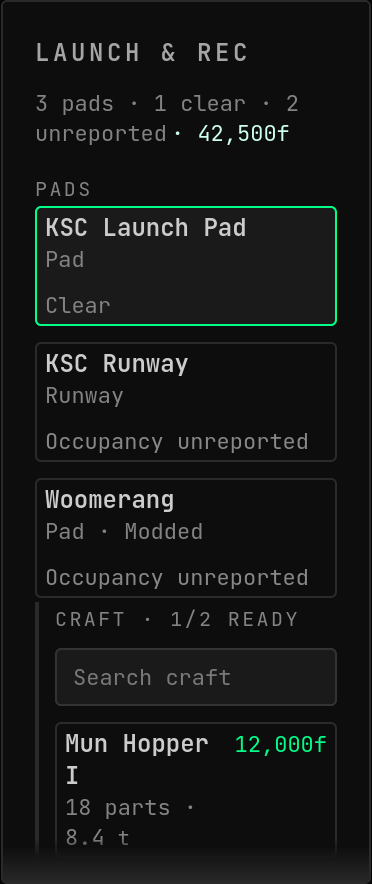 LAUNCH & REC
3 pads · 1 clear · 2
unreported · 42,500f
PADS
KSC Launch Pad
Pad
Clear
KSC Runway
Runway
Occupancy unreported
Woomerang
Pad · Modded
Occupancy unreported
CRAFT · 1/2 READY
Search craft
Mun Hopper 12,000f
I
18 parts ·
8.4 t